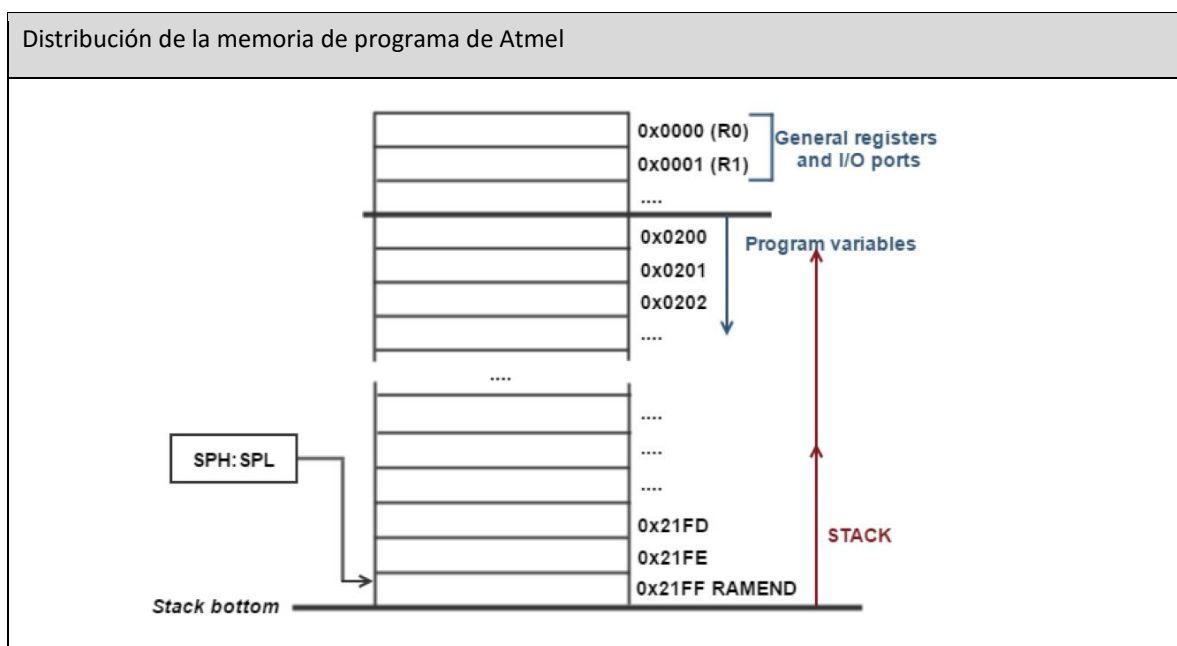 Distribución de la memoria de programa de Atmel
0x0000 (R0)
0x0001 (R1)
General registers
and I/O ports
....
0x0200
Program variables
0x0201
0x0202
....
....
....
....
SPH:SPL
....
0x21FD
STACK
0x21FE
0x21FF RAMEND
Stack bottom